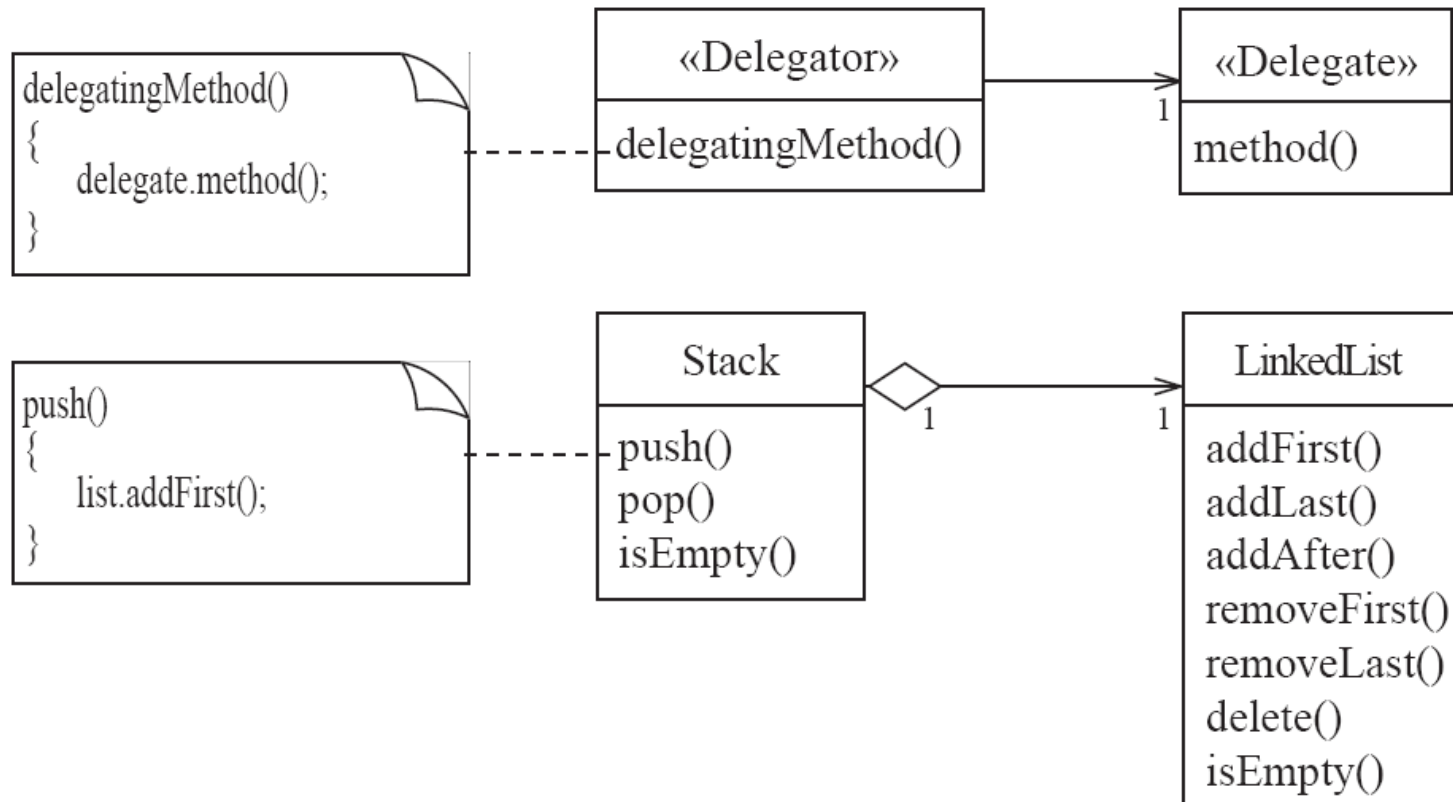 delegatingMethod()
{
delegate.method();
}
«Delegator»
delegatingMethod()
1
«Delegate»
method()
push()
{
list.addFirst();
}
Stack
push()
pop()
isEmpty()
1
1
LinkedList
addFirst()
addLast()
addAfter()
removeFirst()
removeLast()
delete()
isEmpty()